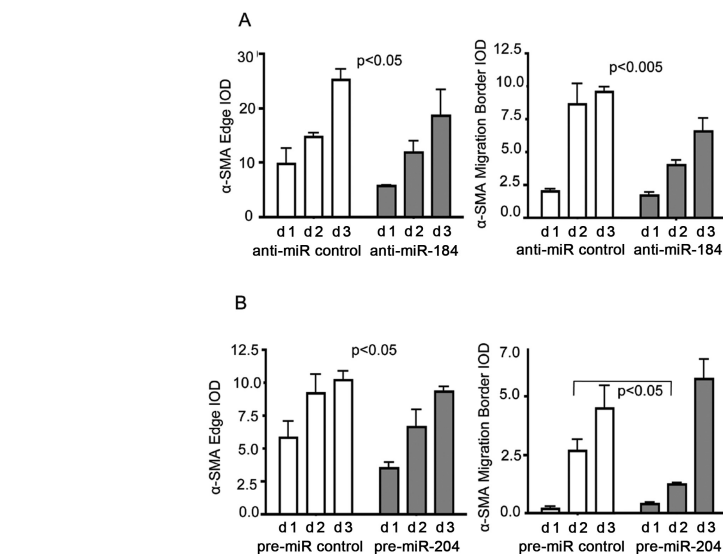 A
α-SMA Edge IOD
30
20
10
0
p<0.05
d 1 d 2 d 3 d 1 d 2 d 3
anti-miR control anti-miR-184
α-SMA Migration Border IOD
12.5
10.0
7.5
5.0
2.5
0.0
p<0.005
d 1 d 2 d 3 d 1 d 2 d 3
anti-miR control anti-miR-184
B
α-SMA Edge IOD
12.5
10.0
7.5
5.0
2.5
0.0
p<0.05
d 1 d 2 d 3 d 1 d 2 d 3
pre-miR control pre-miR-204
α-SMA Migration Border IOD
7.0
5.0
2.5
0.0
p<0.05
d 1 d 2 d 3 d 1 d 2 d 3
pre-miR control pre-miR-204